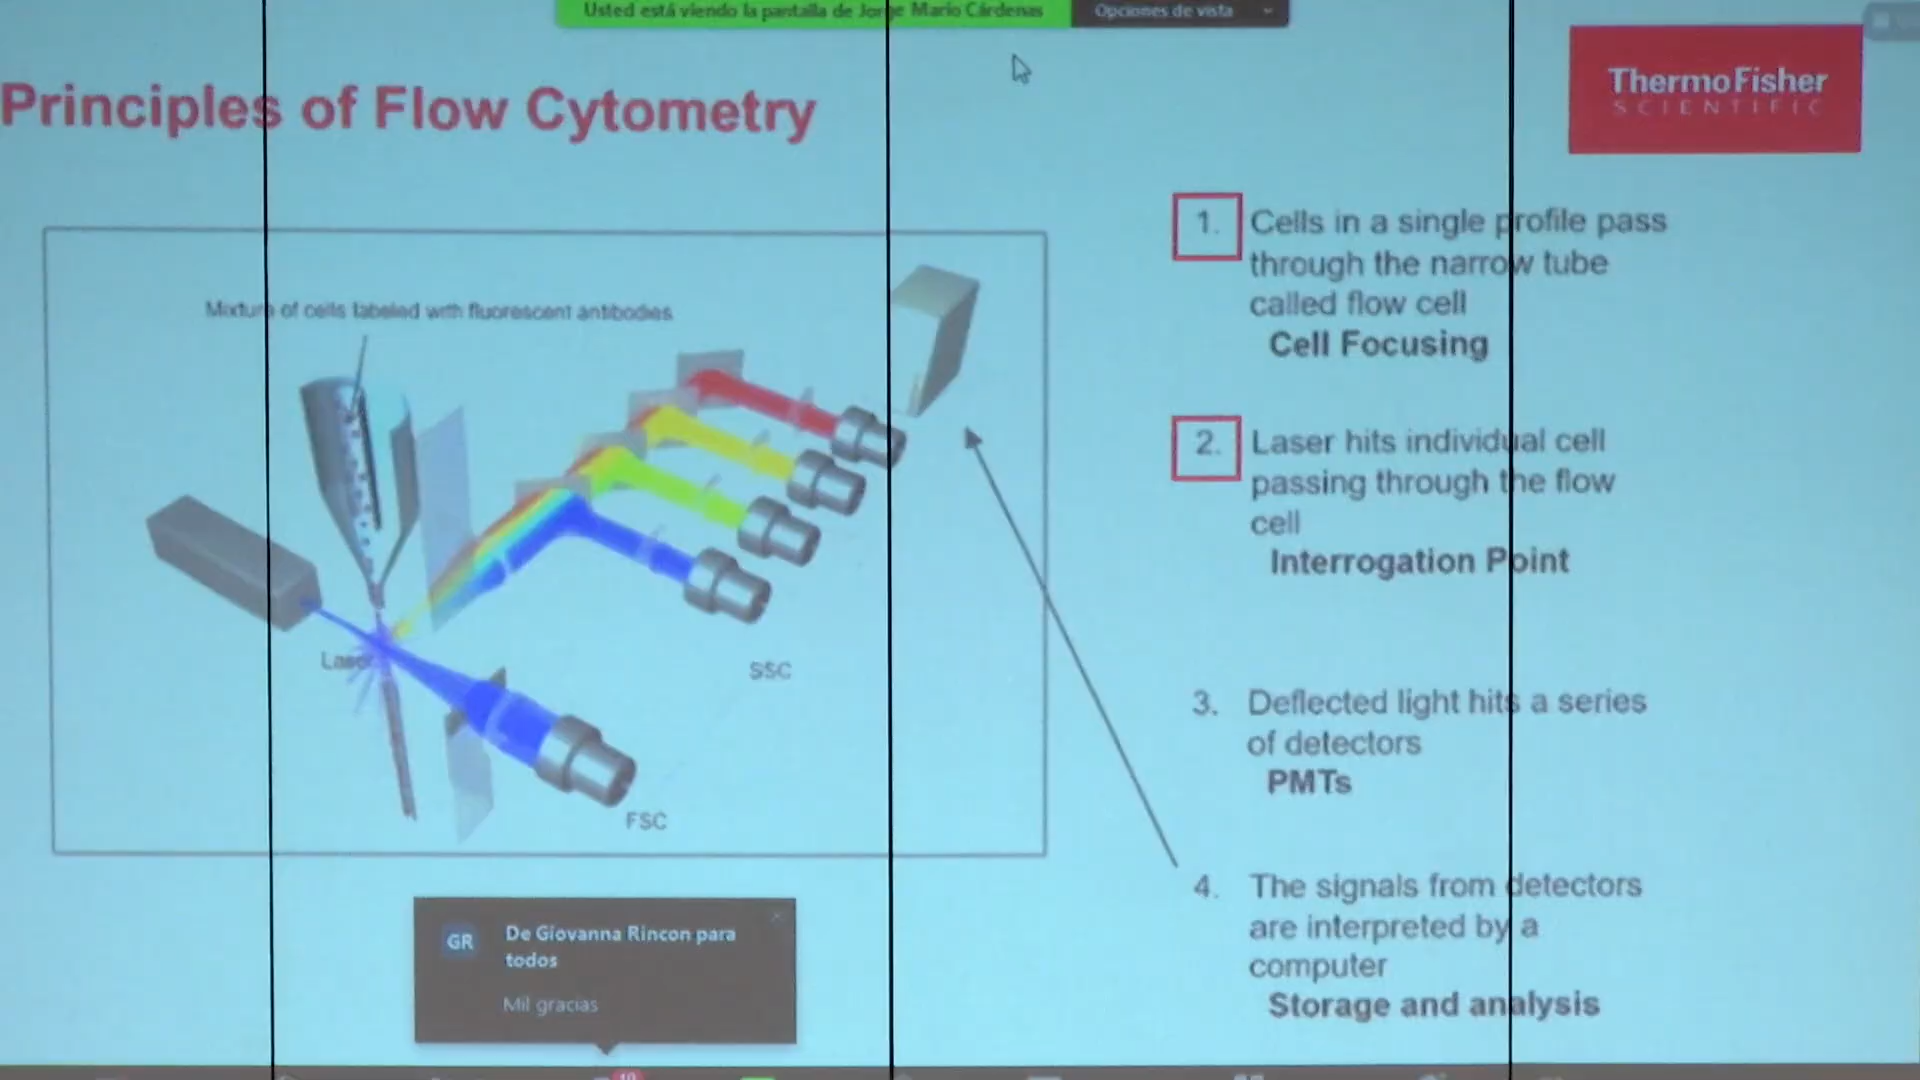 Usted está viendo la pantalla de Jorge Mario Cárdenas
Opciones de vista
Principles of Flow Cytometry
ThermoFisher
SCIENTIFIC
Mixture of cells labeled with fluorescent antibodies
Laser
SSC
FSC
1. Cells in a single profile pass
through the narrow tube
called flow cell
Cell Focusing
2. Laser hits individual cell
passing through the flow
cell
Interrogation Point
3. Deflected light hits a series
of detectors
PMTs
4. The signals from detectors
are interpreted by a
computer
Storage and analysis
GR
De Giovanna Rincon para
todos
Mil gracias